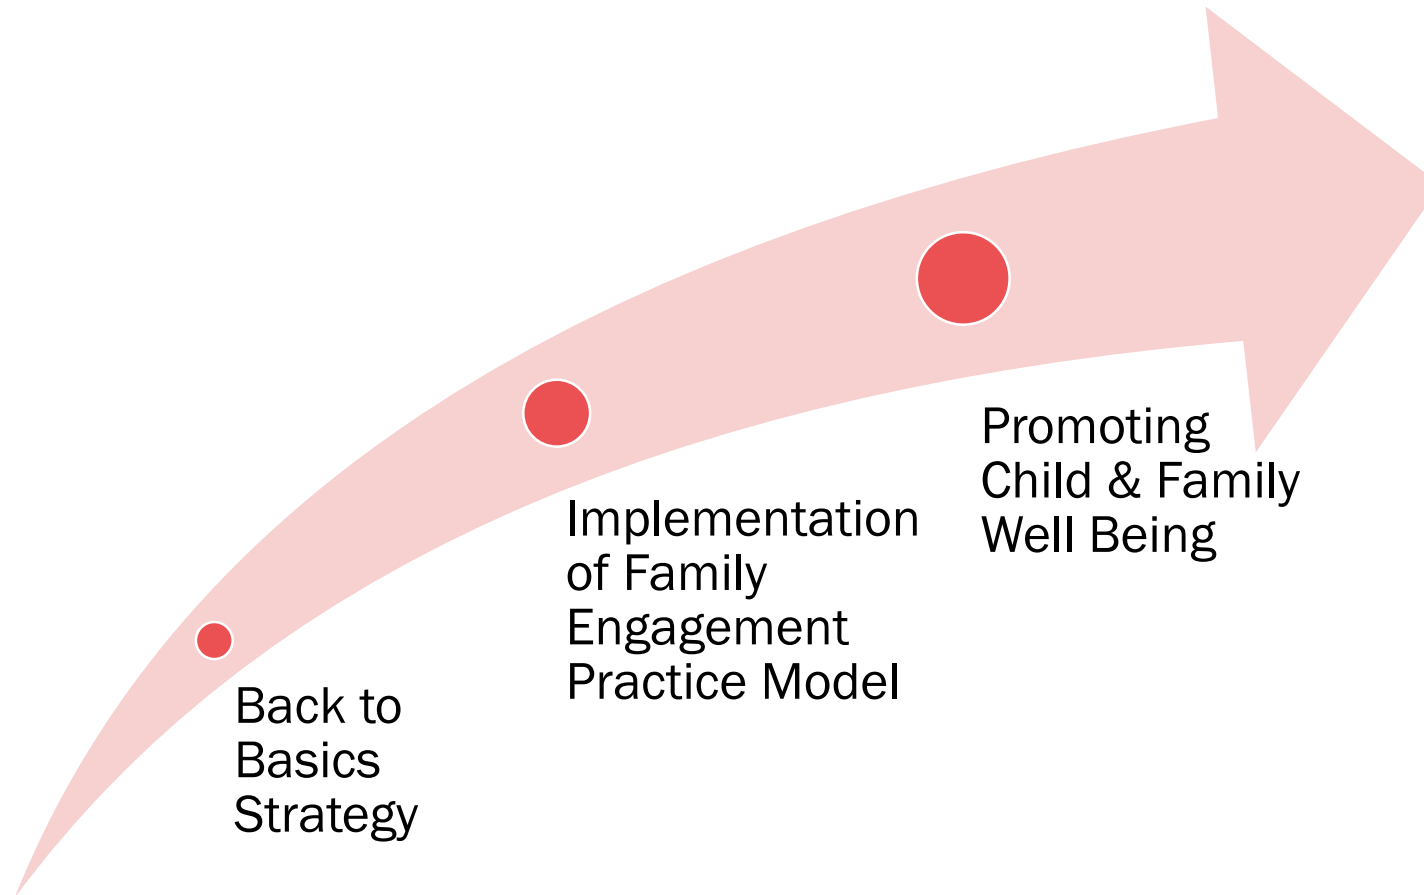 Back to
Basics
Strategy
Implementation
of Family
Engagement
Practice Model
Promoting
Child & Family
Well Being